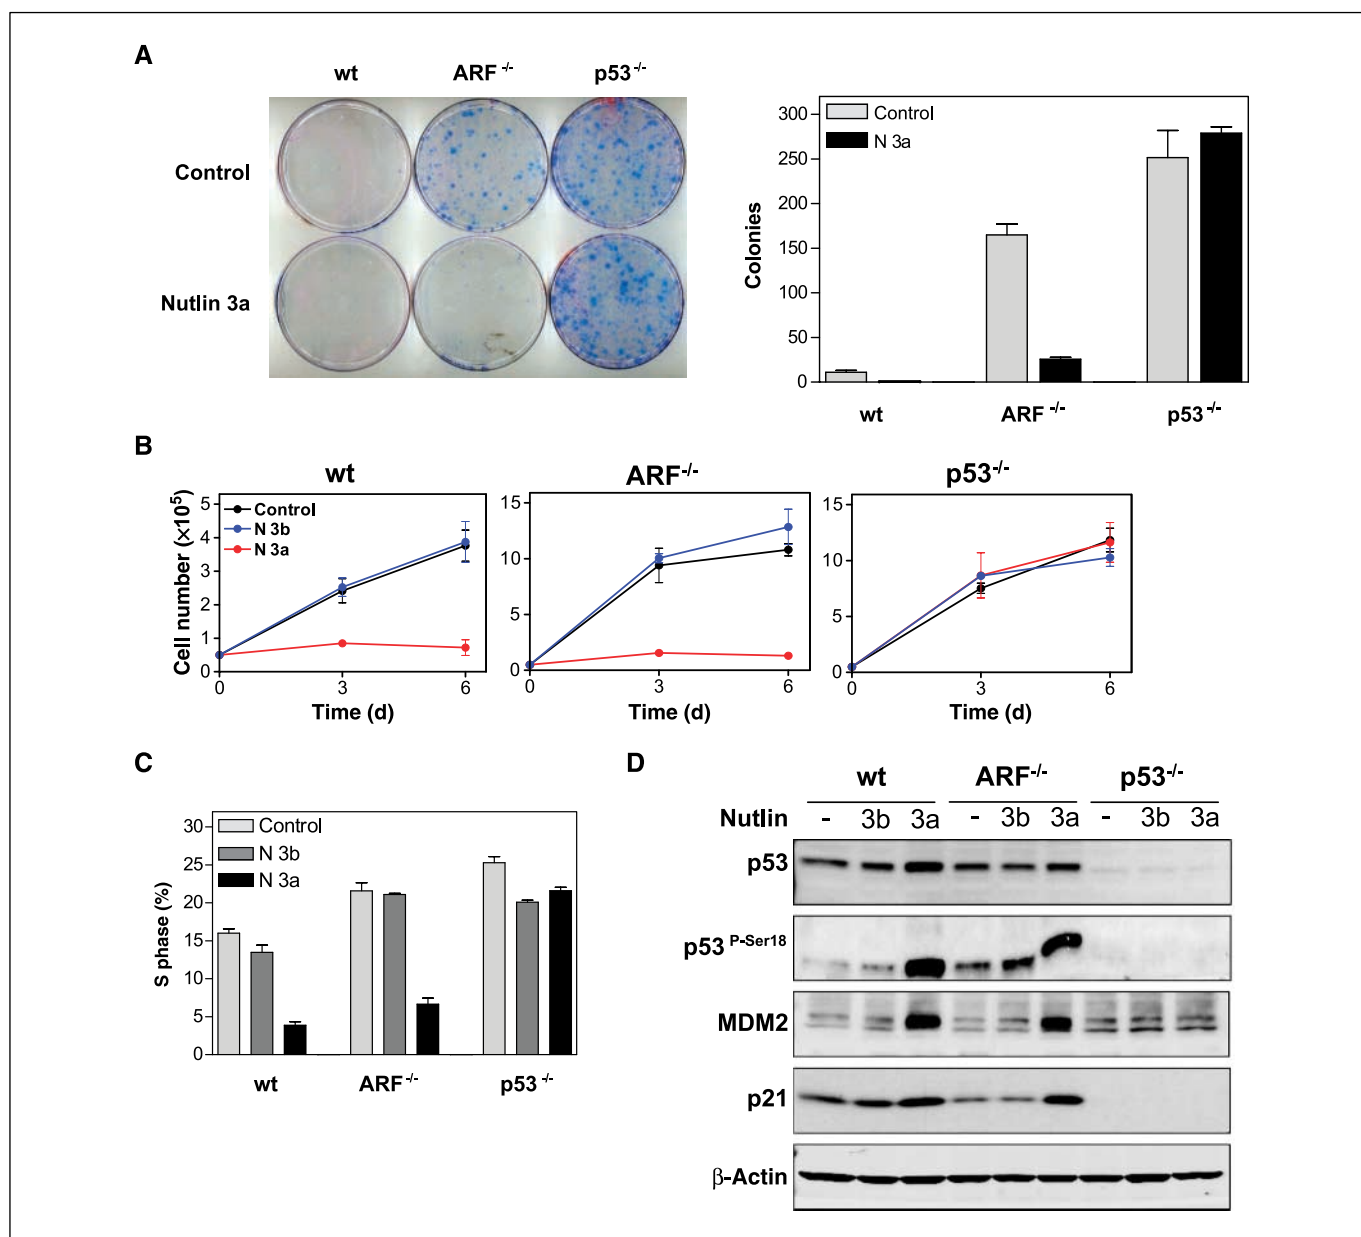 A
wt ARF -/- p53 -/-
Control
Nutlin 3a
Control
N 3a
Colonies
300
250
200
150
100
50
0
wt ARF -/- p53 -/-
B
wt ARF-/- p53-/-
Control
N 3b
N 3a
Cell number (×10⁵)
5
4
3
2
1
0
0 3 6
Time (d)
15
10
5
0
0 3 6
Time (d)
15
10
5
0
0 3 6
Time (d)
C
Control
N 3b
N 3a
S phase (%)
30
25
20
15
10
5
0
wt ARF-/- p53 -/-
D
wt ARF-/- p53-/-
Nutlin - 3b 3a - 3b 3a - 3b 3a
p53
p53 P-Ser18
MDM2
p21
β-Actin